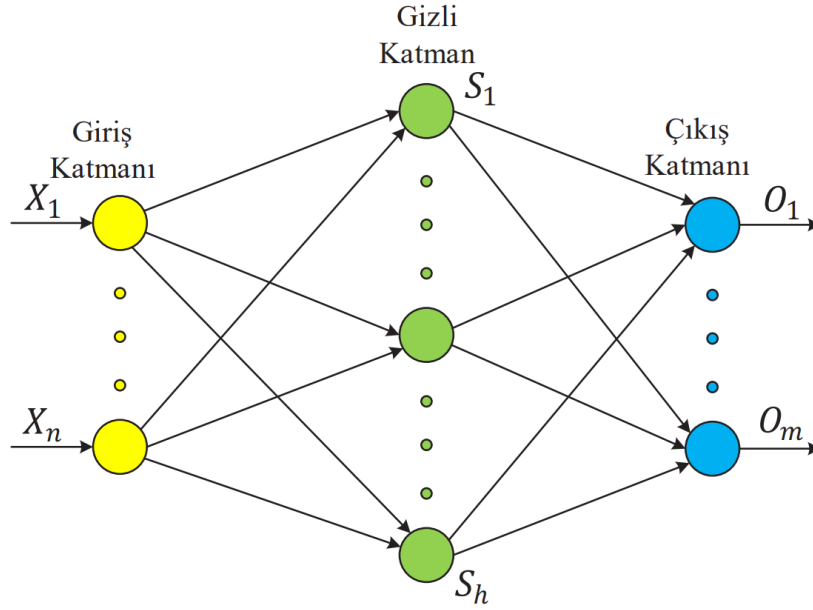 Gizli
Katman
S₁
Giriş
Katmanı
Çıkış
Katmanı
X₁
O₁
Xₙ
Oₘ
Sₕ